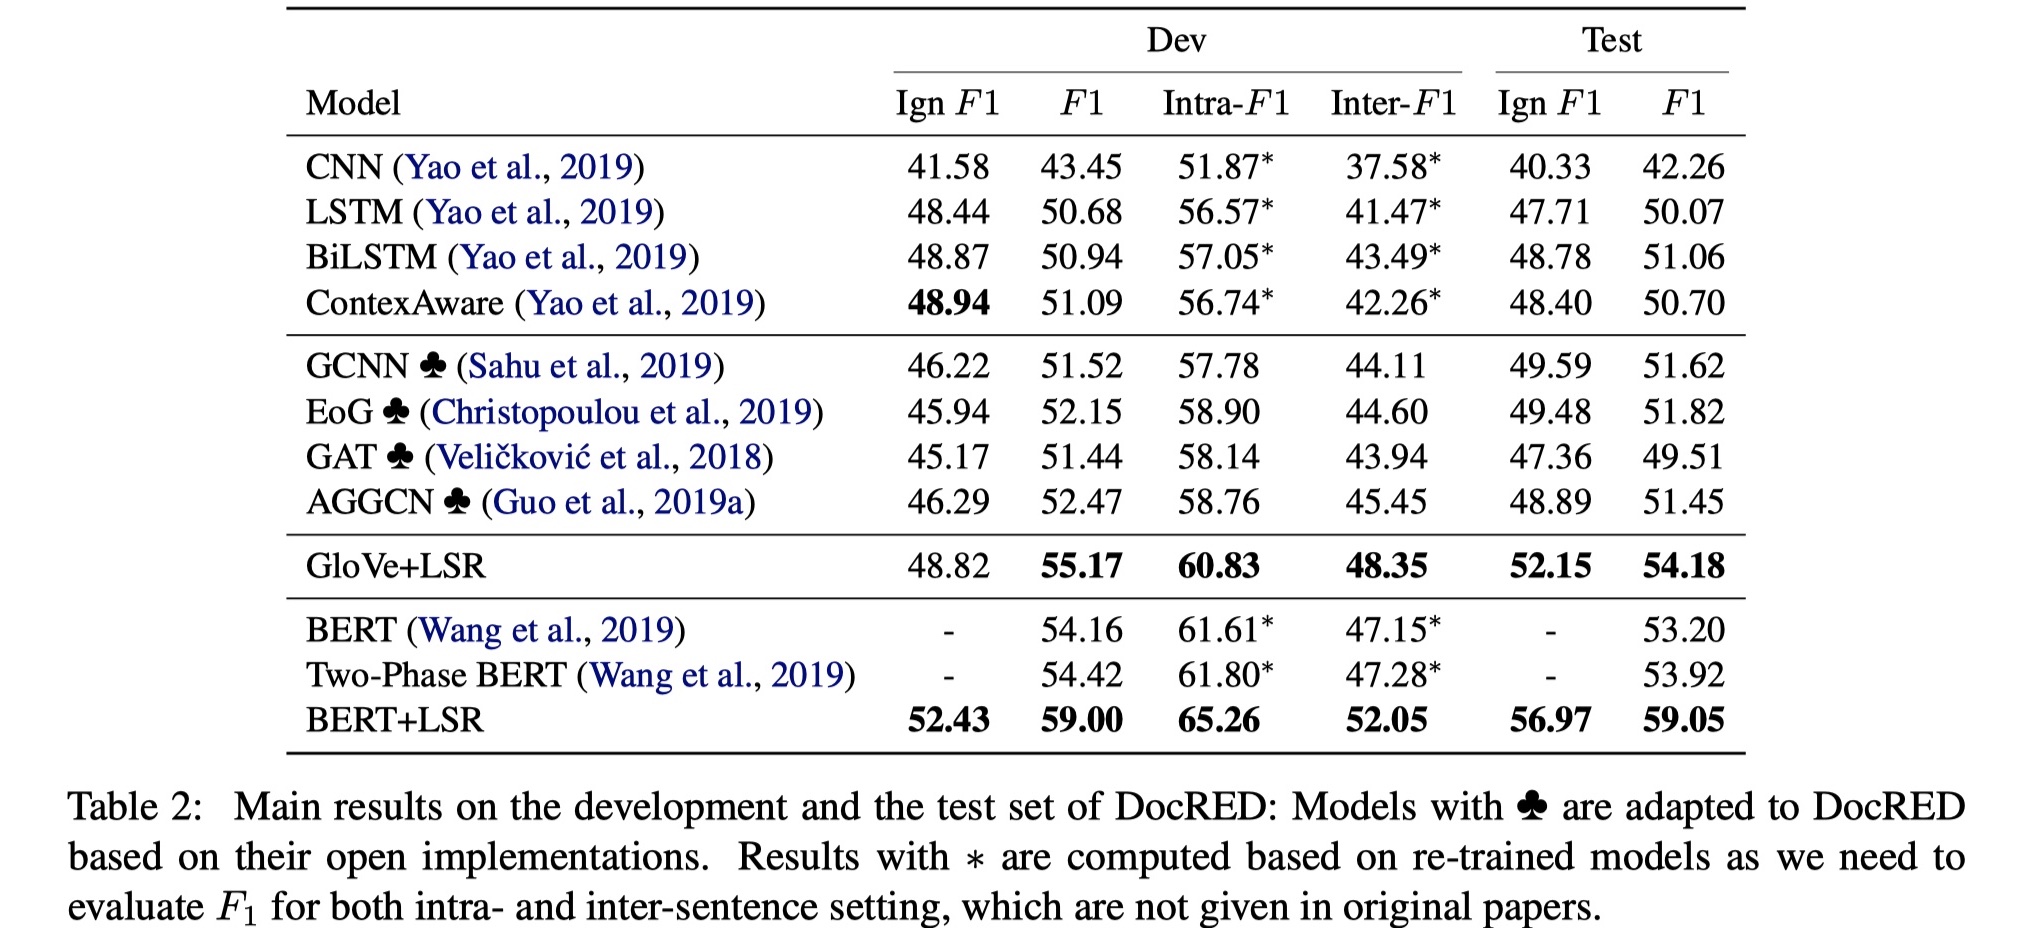 Dev Test
Model Ign F1 F1 Intra-F1 Inter-F1 Ign F1 F1
CNN (Yao et al., 2019) 41.58 43.45 51.87* 37.58* 40.33 42.26
LSTM (Yao et al., 2019) 48.44 50.68 56.57* 41.47* 47.71 50.07
BiLSTM (Yao et al., 2019) 48.87 50.94 57.05* 43.49* 48.78 51.06
ContexAware (Yao et al., 2019) 48.94 51.09 56.74* 42.26* 48.40 50.70
GCNN ♣ (Sahu et al., 2019) 46.22 51.52 57.78 44.11 49.59 51.62
EoG ♣ (Christopoulou et al., 2019) 45.94 52.15 58.90 44.60 49.48 51.82
GAT ♣ (Veličković et al., 2018) 45.17 51.44 58.14 43.94 47.36 49.51
AGGCN ♣ (Guo et al., 2019a) 46.29 52.47 58.76 45.45 48.89 51.45
GloVe+LSR 48.82 55.17 60.83 48.35 52.15 54.18
BERT (Wang et al., 2019) - 54.16 61.61* 47.15* - 53.20
Two-Phase BERT (Wang et al., 2019) - 54.42 61.80* 47.28* - 53.92
BERT+LSR 52.43 59.00 65.26 52.05 56.97 59.05
Table 2: Main results on the development and the test set of DocRED: Models with ♣ are adapted to DocRED
based on their open implementations. Results with ∗ are computed based on re-trained models as we need to
evaluate F₁ for both intra- and inter-sentence setting, which are not given in original papers.